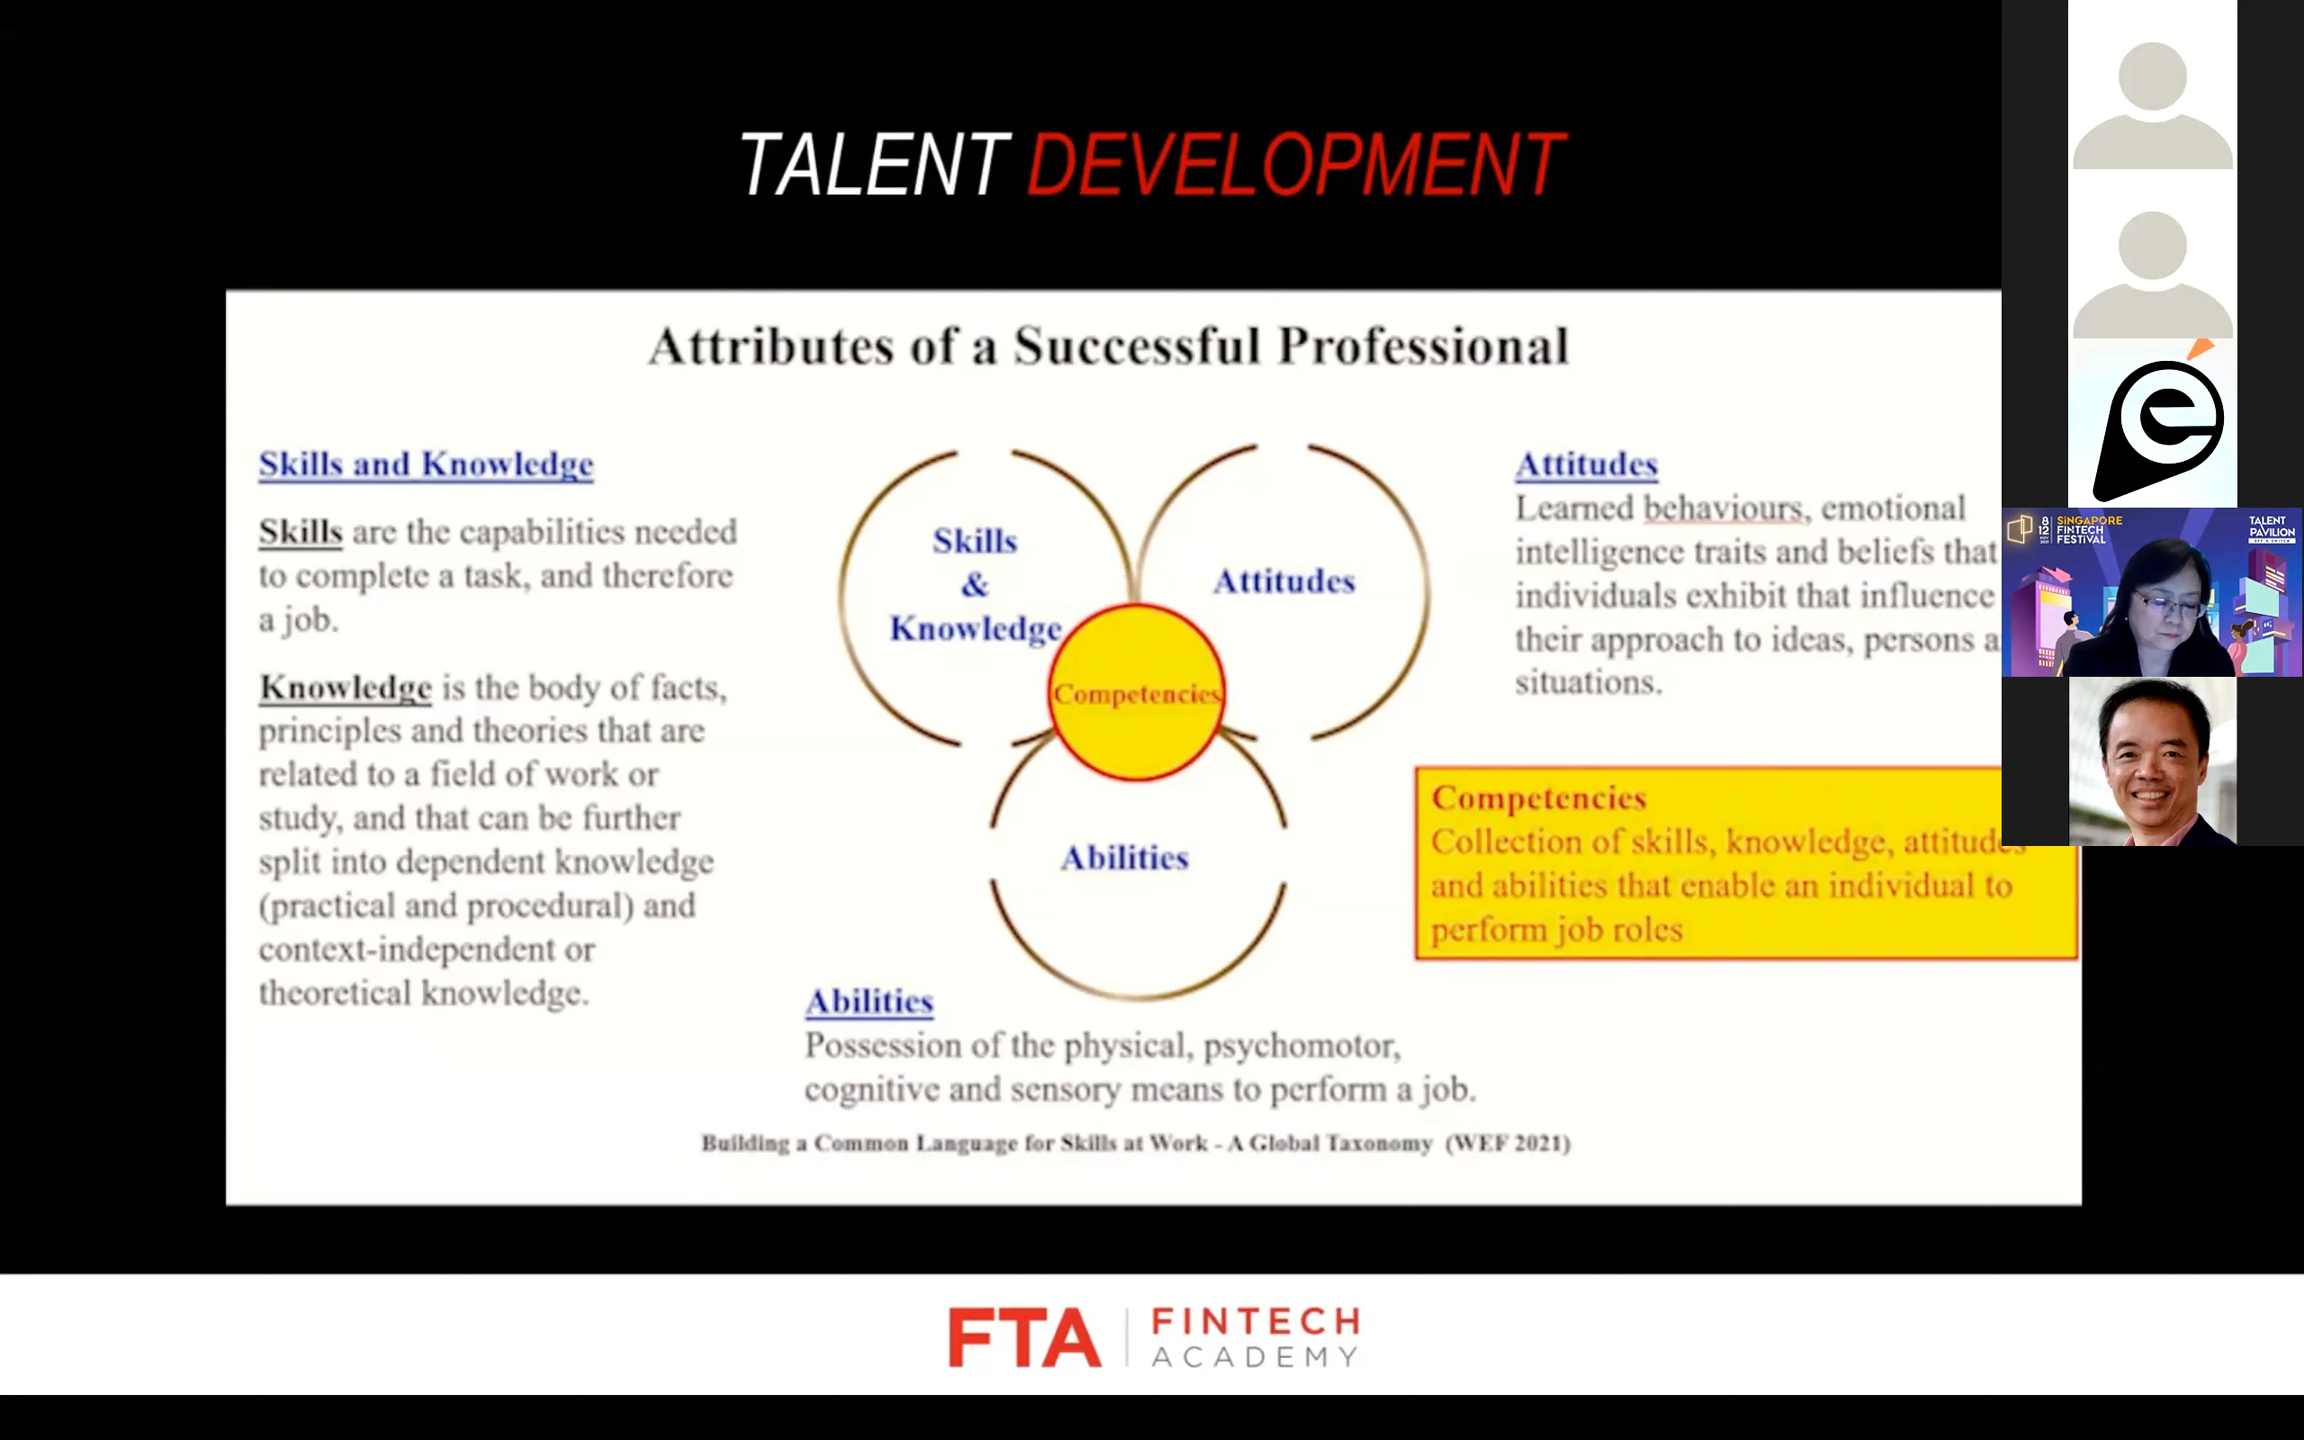 TALENT DEVELOPMENT
Attributes of a Successful Professional
Skills and Knowledge
Skills are the capabilities needed
to complete a task, and therefore
a job.
Knowledge is the body of facts,
principles and theories that are
related to a field of work or
study, and that can be further
split into dependent knowledge
(practical and procedural) and
context-independent or
theoretical knowledge.
Skills
&
Knowledge
Attitudes
Competencies
Abilities
Attitudes
Learned behaviours, emotional
intelligence traits and beliefs that
individuals exhibit that influence
their approach to ideas, persons a
situations.
Competencies
Collection of skills, knowledge, attitudes
and abilities that enable an individual to
perform job roles
Abilities
Possession of the physical, psychomotor,
cognitive and sensory means to perform a job.
Building a Common Language for Skills at Work - A Global Taxonomy (WEF 2021)
e
8
12
SINGAPORE
FINTECH
FESTIVAL
TALENT
PAVILION
FTA FINTECH
ACADEMY